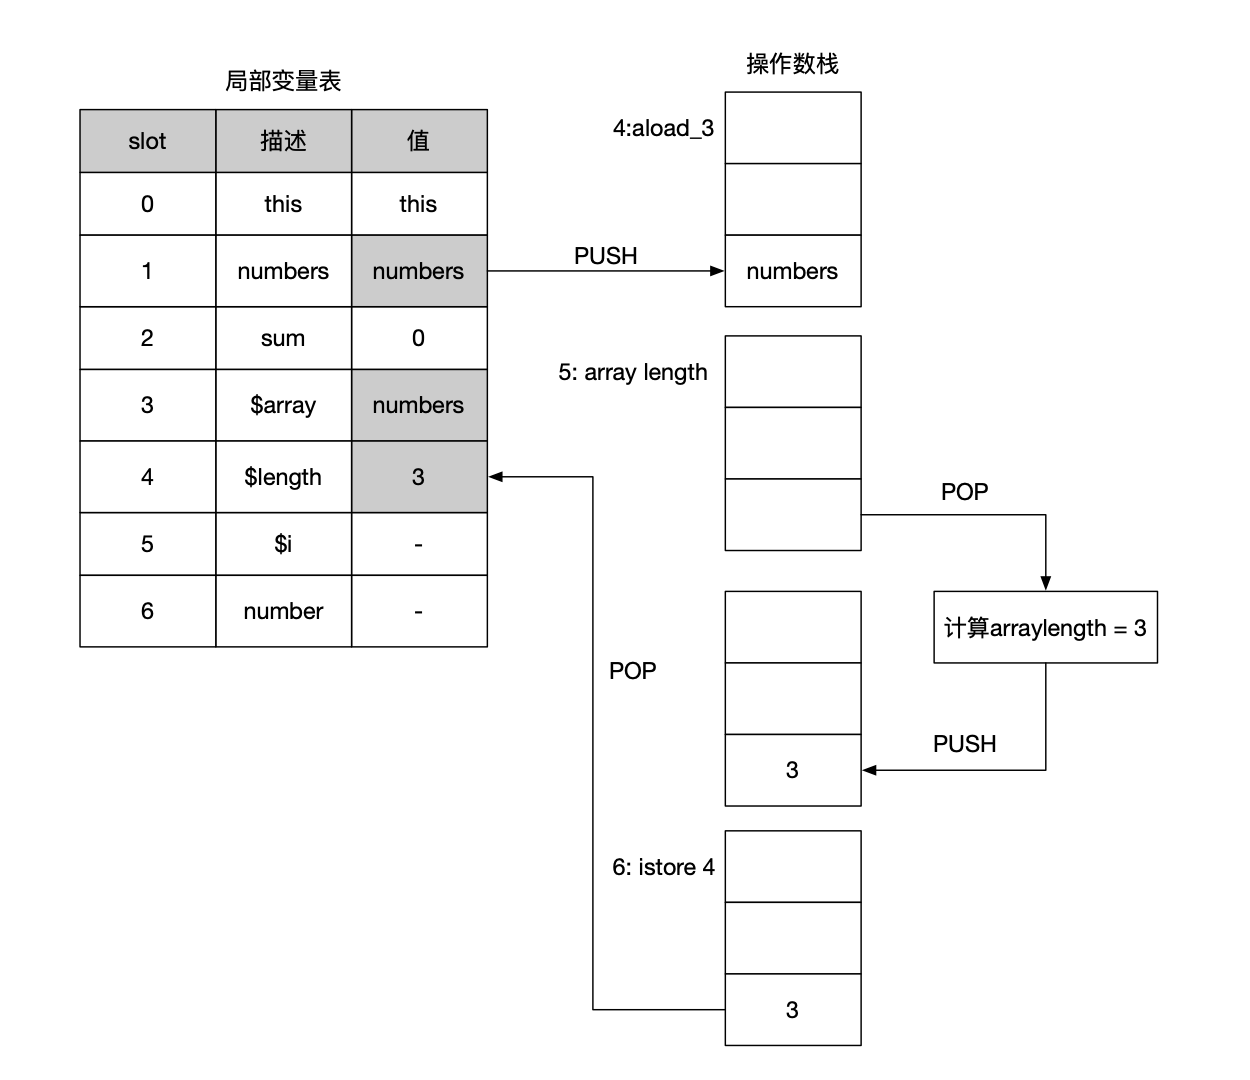 局部变量表
slot 描述 值
0 this this
1 numbers numbers
2 sum 0
3 $array numbers
4 $length 3
5 $i -
6 number -
操作数栈
4:aload_3
PUSH
numbers
5: array length
POP
计算arraylength = 3
PUSH
3
POP
6: istore 4
3